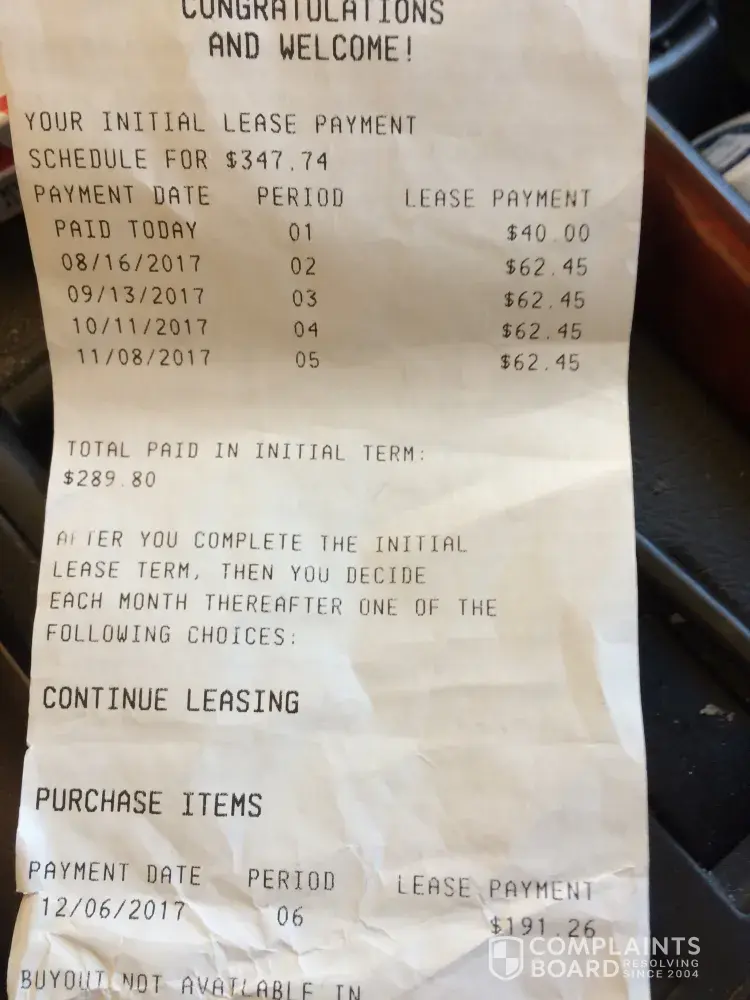 CONGRATULATIONS
AND WELCOME!
YOUR INITIAL LEASE PAYMENT
SCHEDULE FOR $347.74
PAYMENT DATE PERIOD LEASE PAYMENT
PAID TODAY 01 $40.00
08/16/2017 02 $62.45
09/13/2017 03 $62.45
10/11/2017 04 $62.45
11/08/2017 05 $62.45
TOTAL PAID IN INITIAL TERM:
$289.80
AFTER YOU COMPLETE THE INITIAL
LEASE TERM, THEN YOU DECIDE
EACH MONTH THEREAFTER ONE OF THE
FOLLOWING CHOICES:
CONTINUE LEASING
PURCHASE ITEMS
PAYMENT DATE PERIOD LEASE PAYMENT
12/06/2017 06 $191.26
BUYOUT NOT AVAILABLE IN
COMPLAINTS
BOARD RESOLVING
SINCE 2004